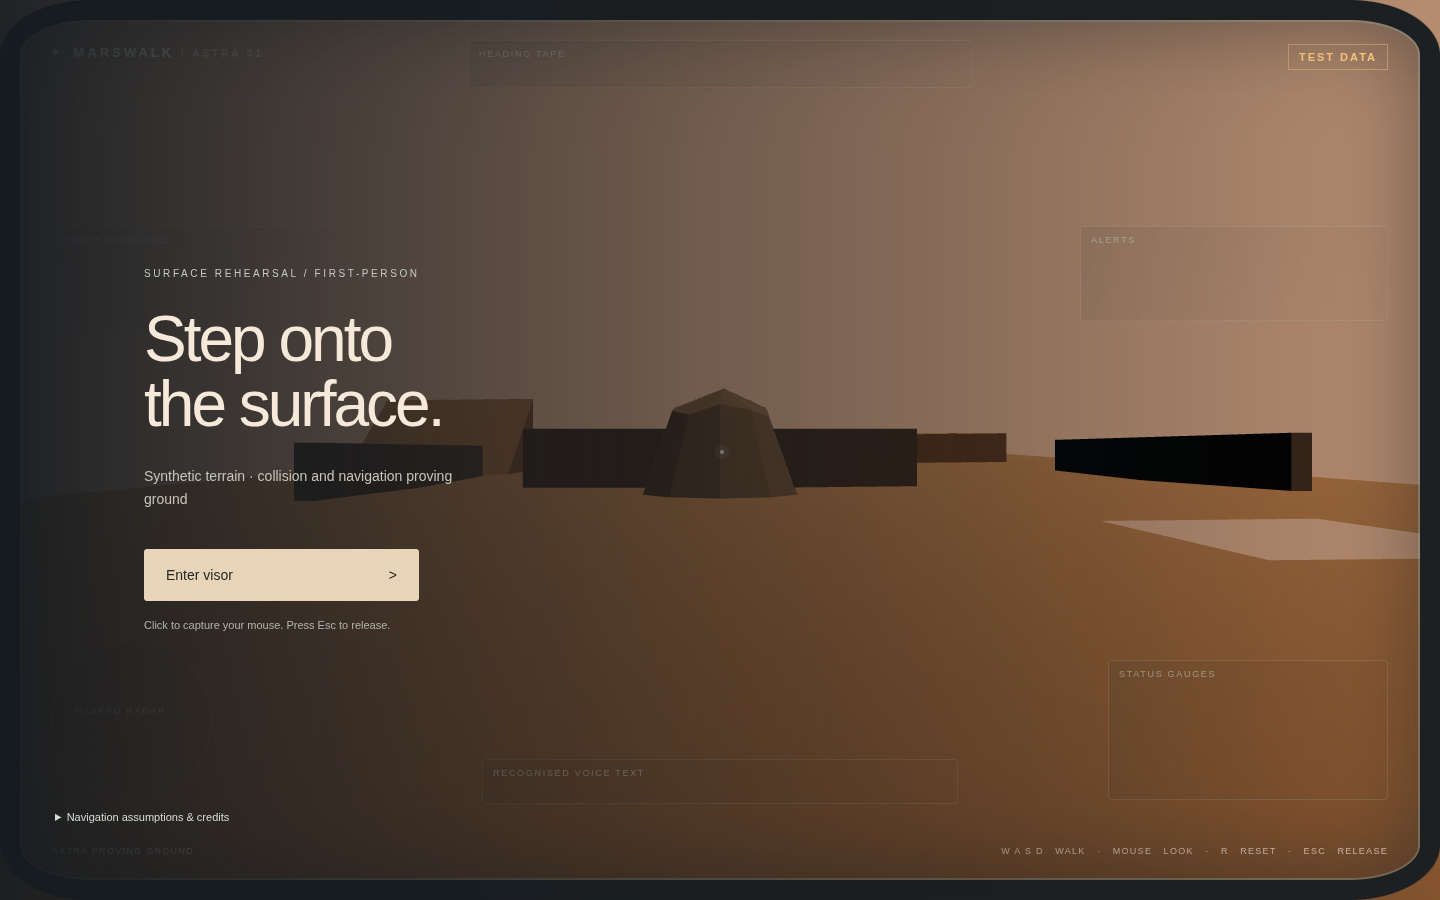 MARSWALK / ASTRA 01
HEADING TAPE
TEST DATA
ROUTE GUIDANCE
ALERTS
SURFACE REHEARSAL / FIRST-PERSON
Step onto
the surface.
Synthetic terrain · collision and navigation proving
ground
Enter visor >
Click to capture your mouse. Press Esc to release.
STATUS GAUGES
HAZARD RADAR
RECOGNISED VOICE TEXT
Navigation assumptions & credits
ASTRA PROVING GROUND
W A S D WALK · MOUSE LOOK · R RESET · ESC RELEASE